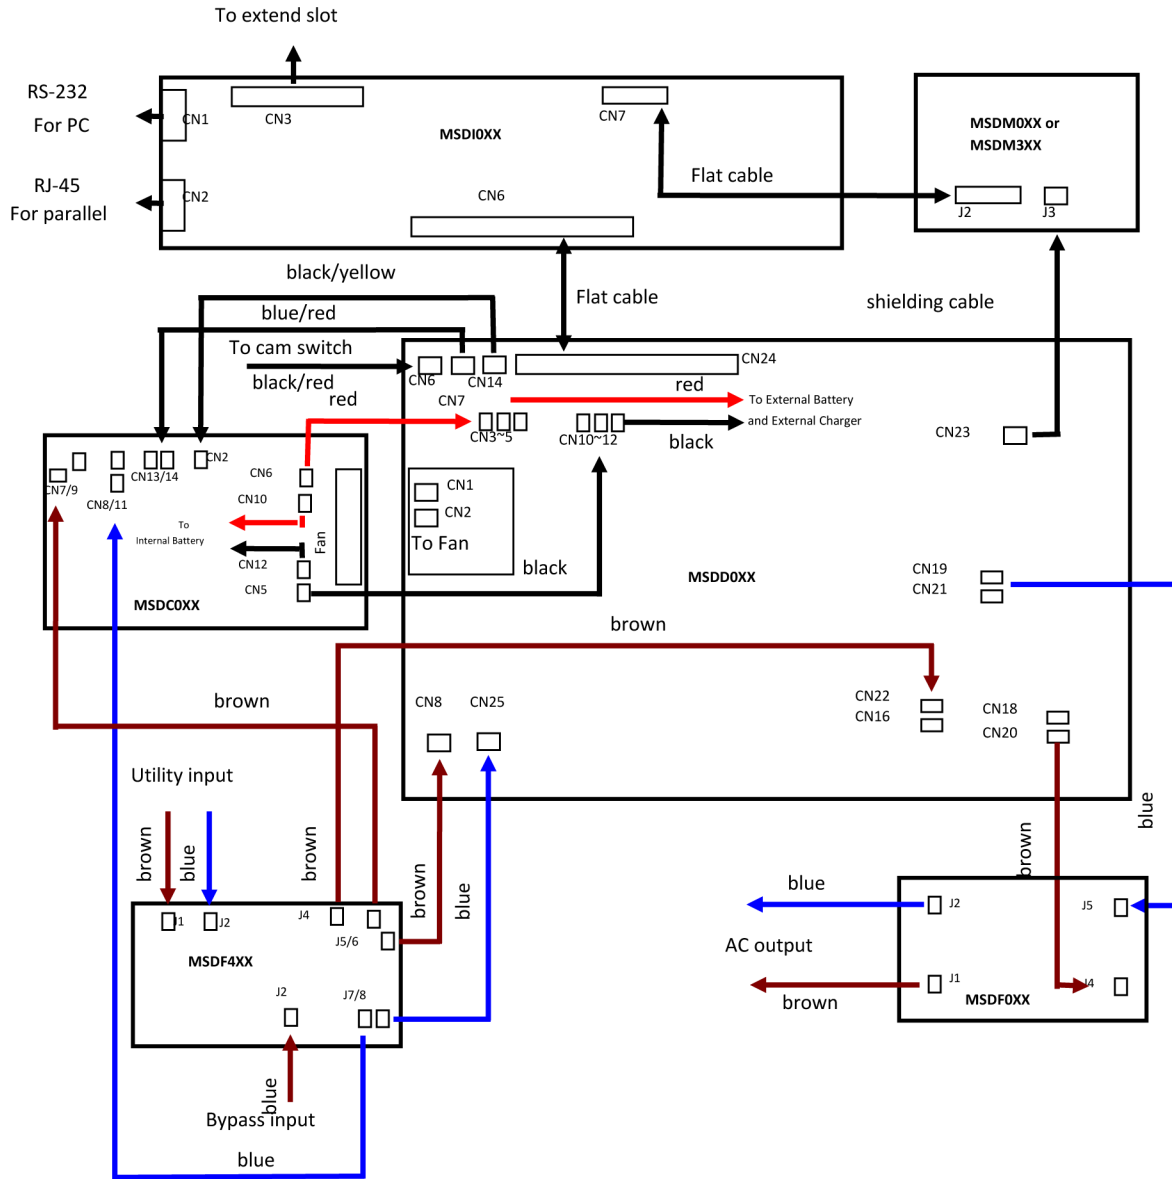 To extend slot
RS-232
For PC
CN1
CN3
MSDI0XX
CN7
MSDM0XX or
MSDM3XX
RJ-45
For parallel
CN2
CN6
Flat cable
J2
J3
black/yellow
blue/red
Flat cable
shielding cable
To cam switch
black/red
CN6
CN14
CN24
red
CN7
red
To External Battery
and External Charger
CN3~5
CN10~12
black
CN23
CN7/9
CN8/11
CN13/14
CN2
CN6
CN10
To
Internal Battery
Fan
CN12
CN5
MSDC0XX
CN1
CN2
To Fan
black
MSDD0XX
CN19
CN21
brown
brown
CN8
CN25
CN22
CN16
CN18
CN20
Utility input
brown
blue
brown
brown
blue
brown
blue
J1
J2
J4
J5/6
MSDF4XX
J2
J7/8
blue
Bypass input
blue
blue
AC output
brown
J2
J5
J1
J4
MSDF0XX